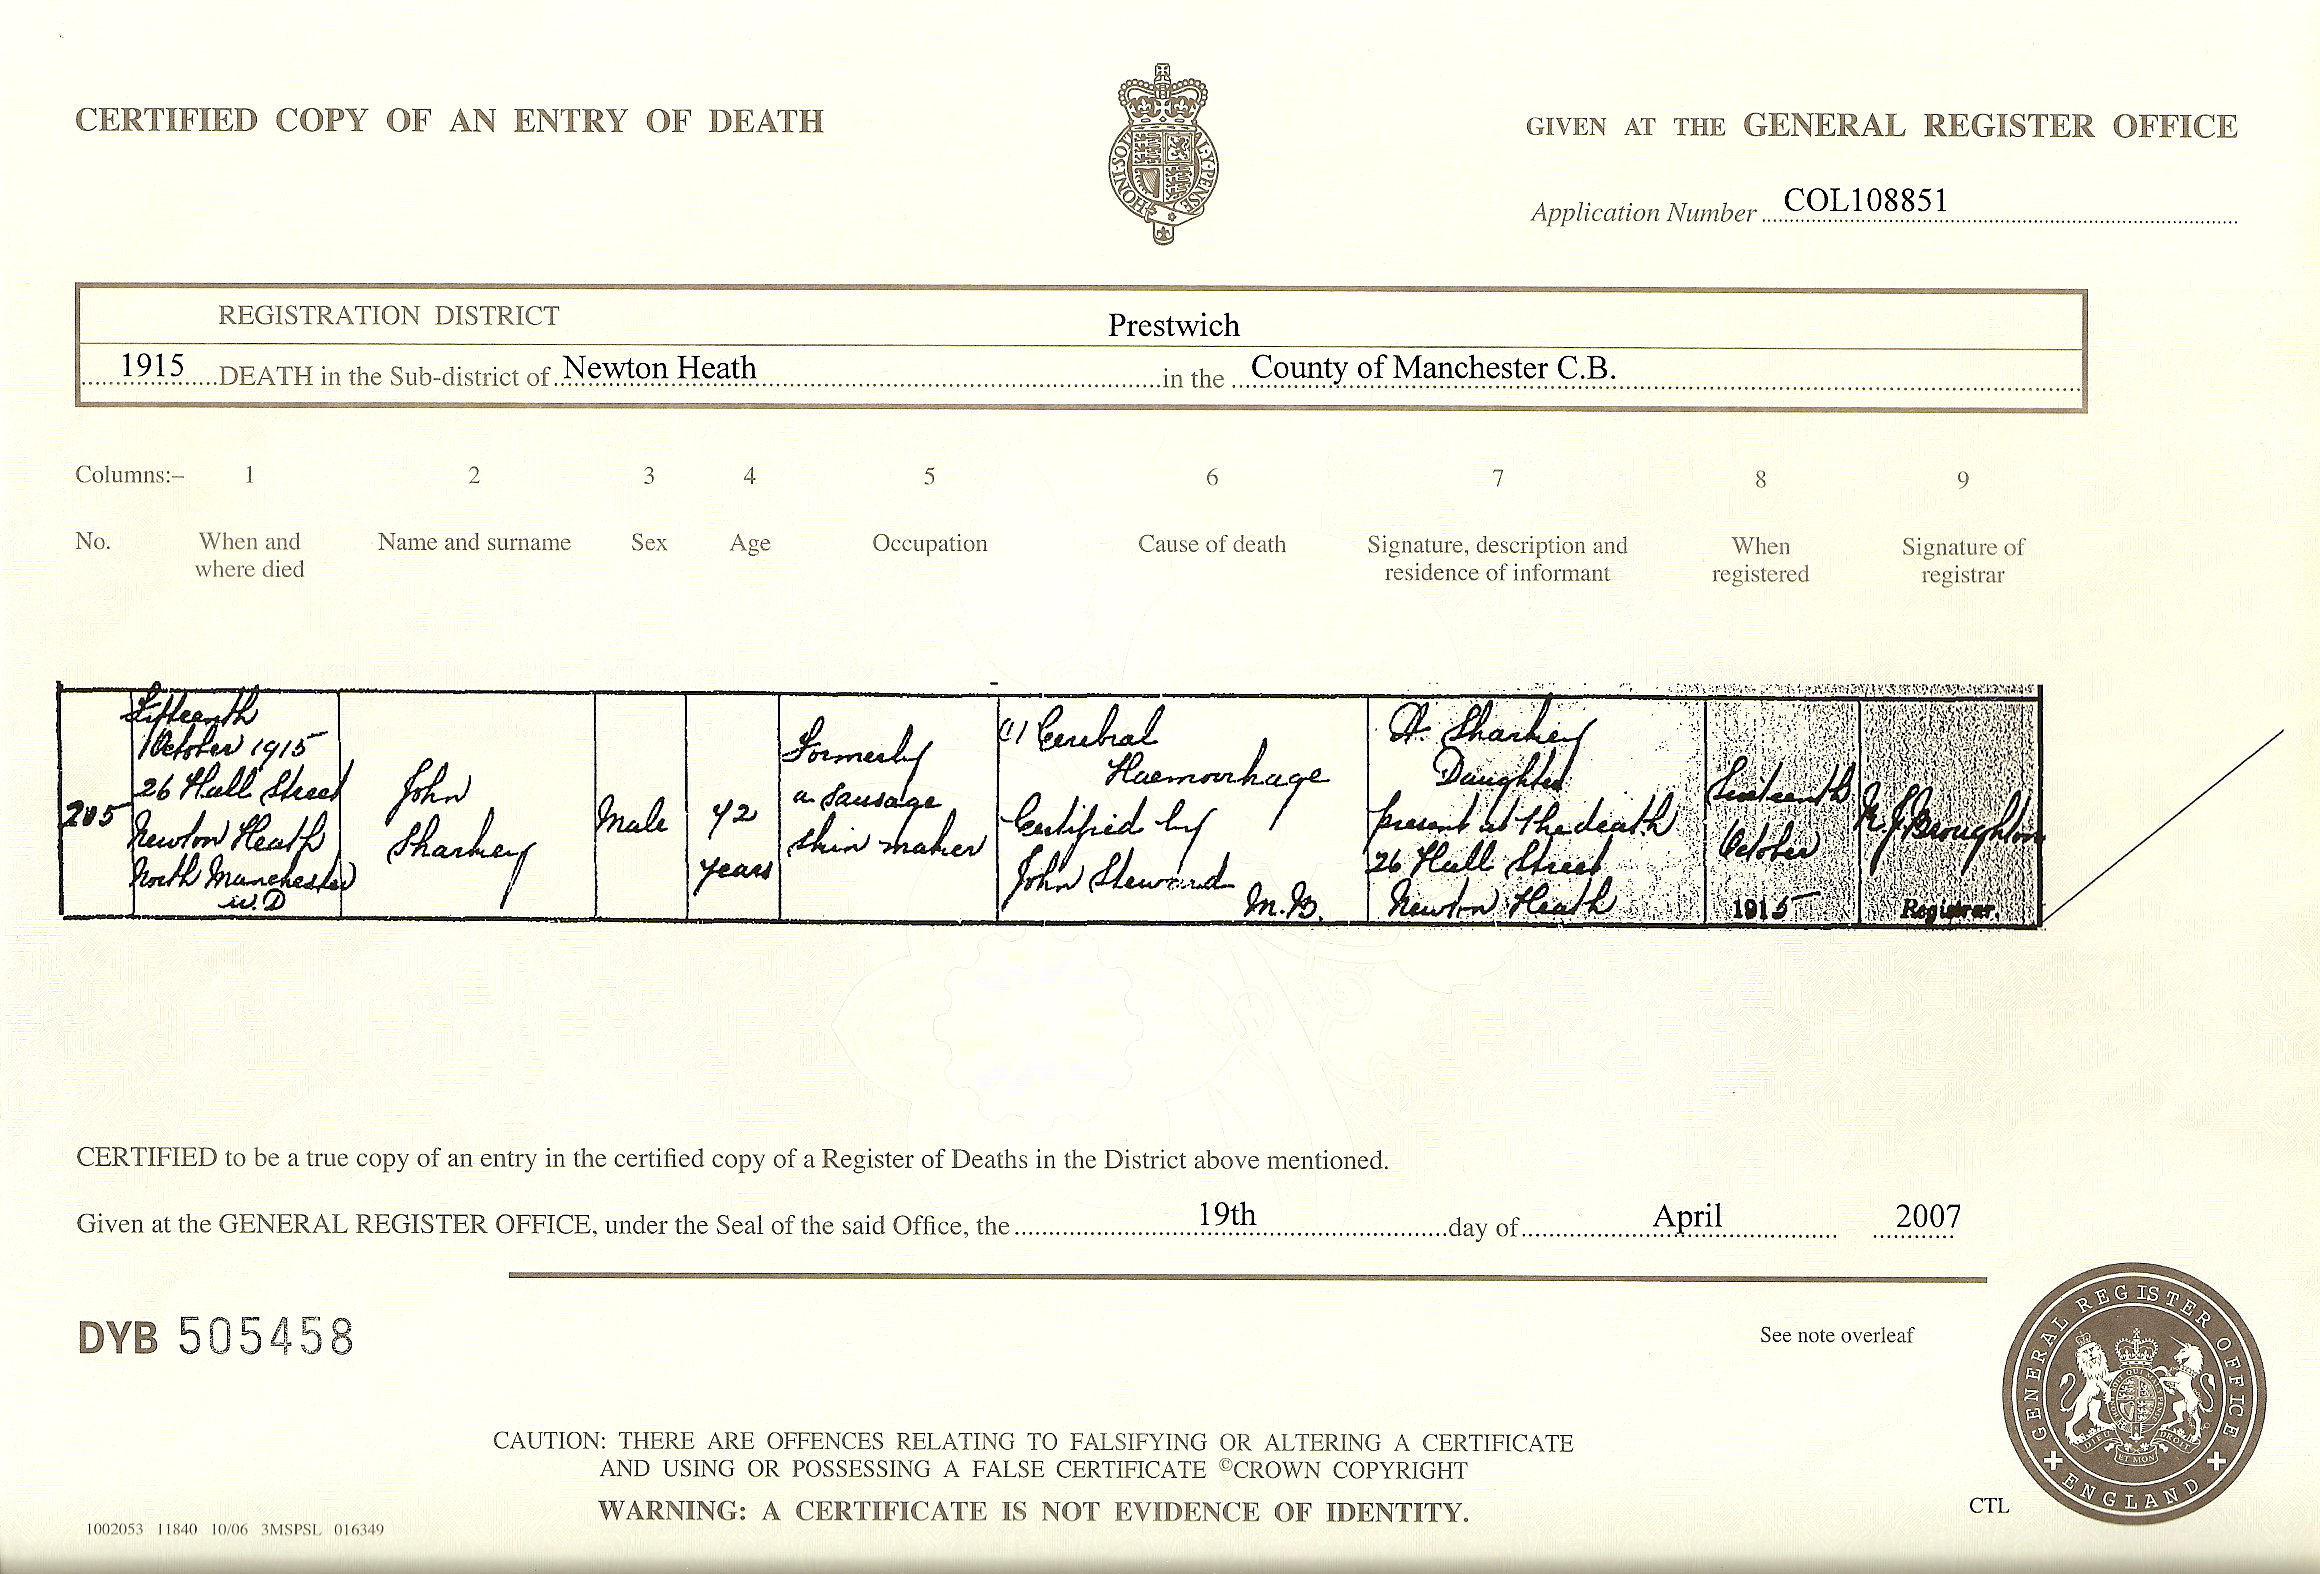 CERTIFIED COPY OF AN ENTRY OF DEATH
GIVEN AT THE GENERAL REGISTER OFFICE
Application Number COL108851
REGISTRATION DISTRICT Prestwich
1915 DEATH in the Sub-district of Newton Heath in the County of Manchester C.B.
Columns:– 1 2 3 4 5 6 7 8 9
No.
When and
where died
Name and surname
Sex
Age
Occupation
Cause of death
Signature, description and
residence of informant
When
registered
Signature of
registrar
205
Fifteenth
October 1915
26 Hall Street
Newton Heath
North Manchester
John
Sharkey
Male
72
years
Formerly
a sausage
skin maker
(1) Cerebral
Haemorrhage
Certified by
John Steward
M.B.
Sharkey
Daughter
present at the death
26 Hall Street
Newton Heath
Sixteenth
October
1915
Broughton
Registrar.
CERTIFIED to be a true copy of an entry in the certified copy of a Register of Deaths in the District above mentioned.
Given at the GENERAL REGISTER OFFICE, under the Seal of the said Office, the 19th day of April 2007
DYB 505458
See note overleaf
CAUTION: THERE ARE OFFENCES RELATING TO FALSIFYING OR ALTERING A CERTIFICATE
AND USING OR POSSESSING A FALSE CERTIFICATE ©CROWN COPYRIGHT
WARNING: A CERTIFICATE IS NOT EVIDENCE OF IDENTITY.
1002053 11840 10/06 3MSPSL 016349
CTL
GENERAL REGISTER OFFICE
ENGLAND